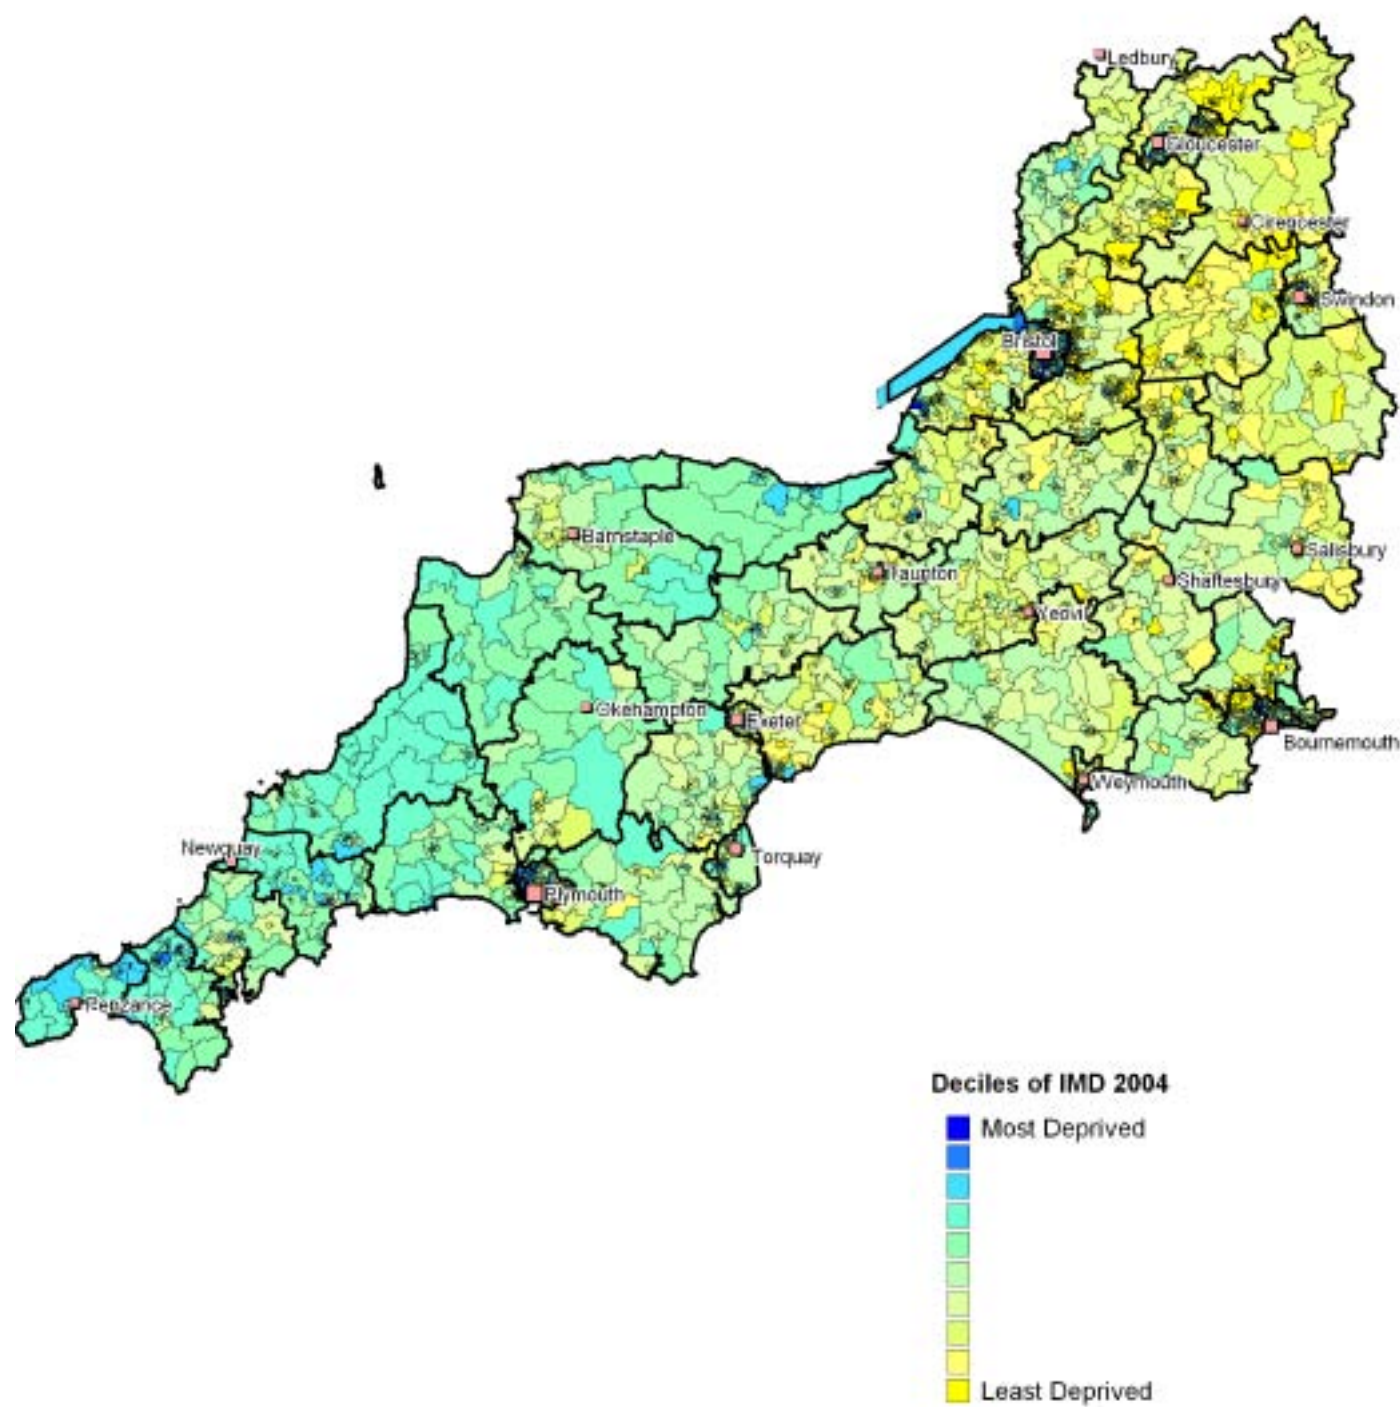 Ledbury
Gloucester
Cirencester
Swindon
Bristol
Barnstaple
Salisbury
Taunton
Shaftesbury
Yeovil
Okehampton
Exeter
Bournemouth
Weymouth
Newquay
Torquay
Plymouth
Penzance
Deciles of IMD 2004
Most Deprived
Least Deprived